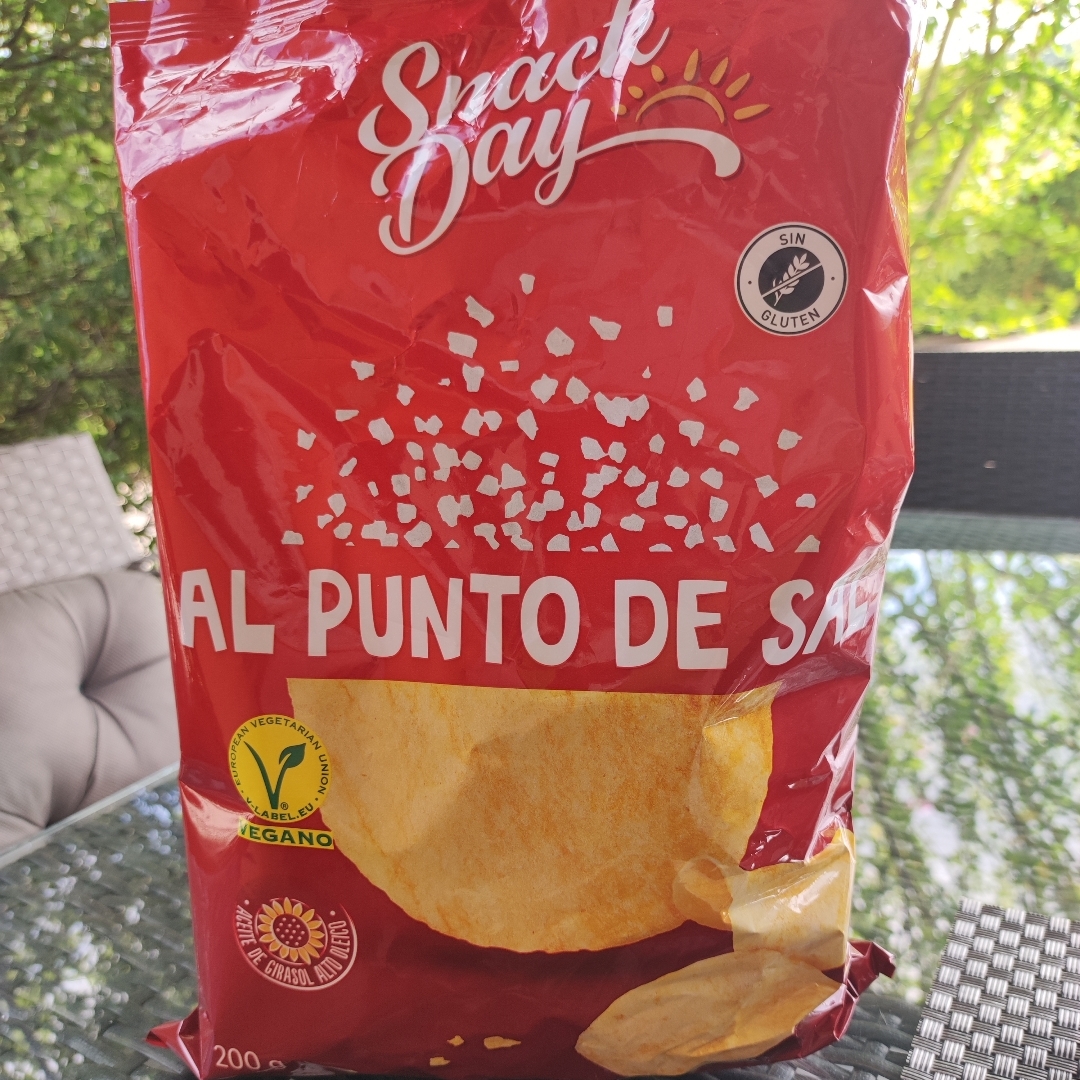 Snack
Day
SIN
GLUTEN
AL PUNTO DE SAL
EUROPEAN VEGETARIAN UNION
V-LABEL.EU
VEGANO
ACEITE DE GIRASOL ALTO OLEICO
200 g